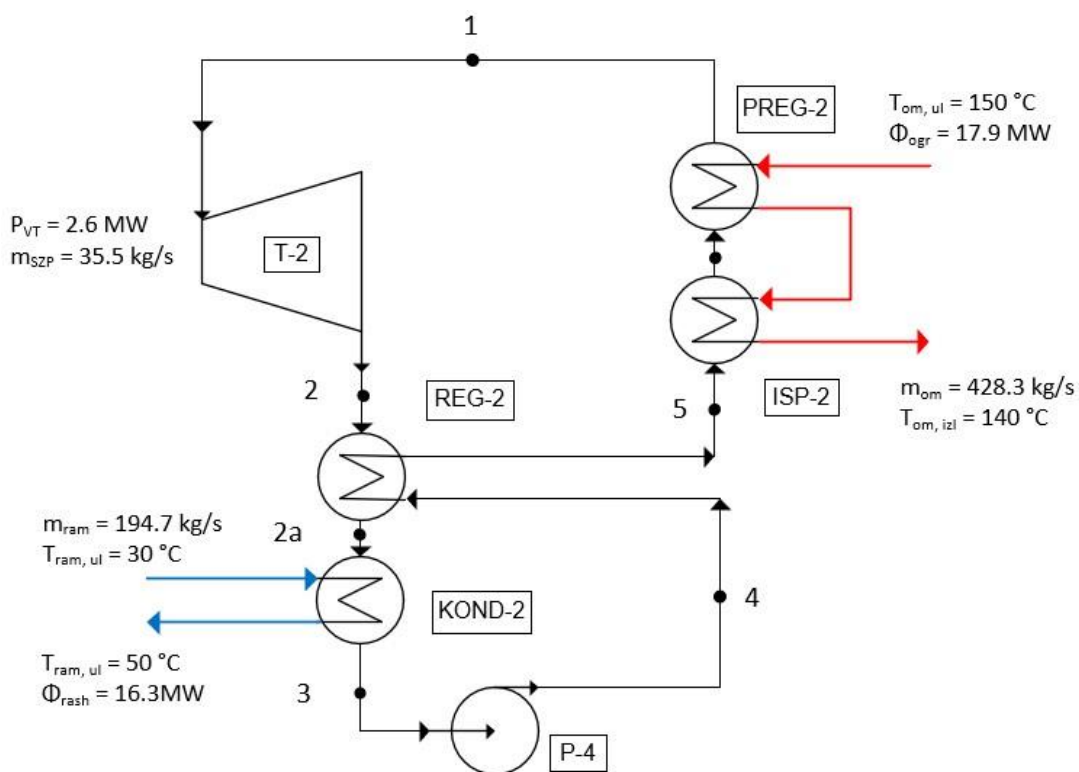 1
PREG-2
T_om, ul = 150 °C
Φ_ogr = 17.9 MW
P_VT = 2.6 MW
m_SZP = 35.5 kg/s
T-2
2
REG-2
5
ISP-2
m_om = 428.3 kg/s
T_om, izl = 140 °C
m_ram = 194.7 kg/s
T_ram, ul = 30 °C
2a
KOND-2
4
T_ram, ul = 50 °C
Φ_rash = 16.3MW
3
P-4